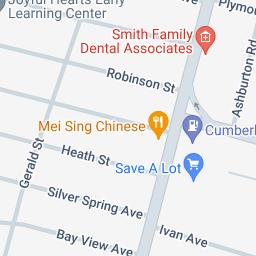 Joyful Hearts Early
Learning Center
Plymo
Smith Family
Dental Associates
Robinson St
Ashburton Rd
Mei Sing Chinese
Cumberl
Gerald St
Heath St
Save A Lot
Silver Spring Ave
Ivan Ave
Bay View Ave